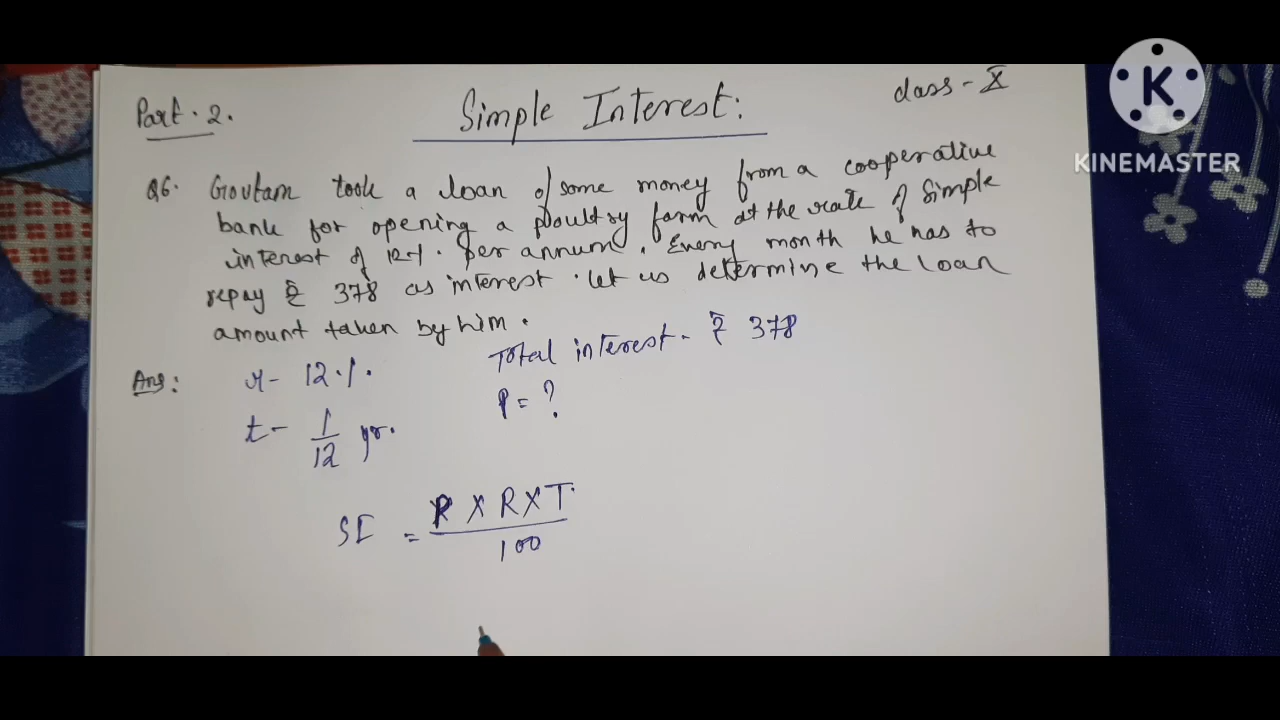 Part. 2.
Simple Interest:
class - X
K
KINEMASTER
Q6. Goutam took a loan of some money from a cooperative
bank for opening a poultry farm at the rate of Simple
interest of 12%. per annum. Every month he has to
repay ₹ 378 as interest. Let us determine the loan
amount taken by him.
Ans:
r - 12%.
Total interest - ₹ 378
t - 1/12 yr.
P = ?
SI = P X R X T / 100